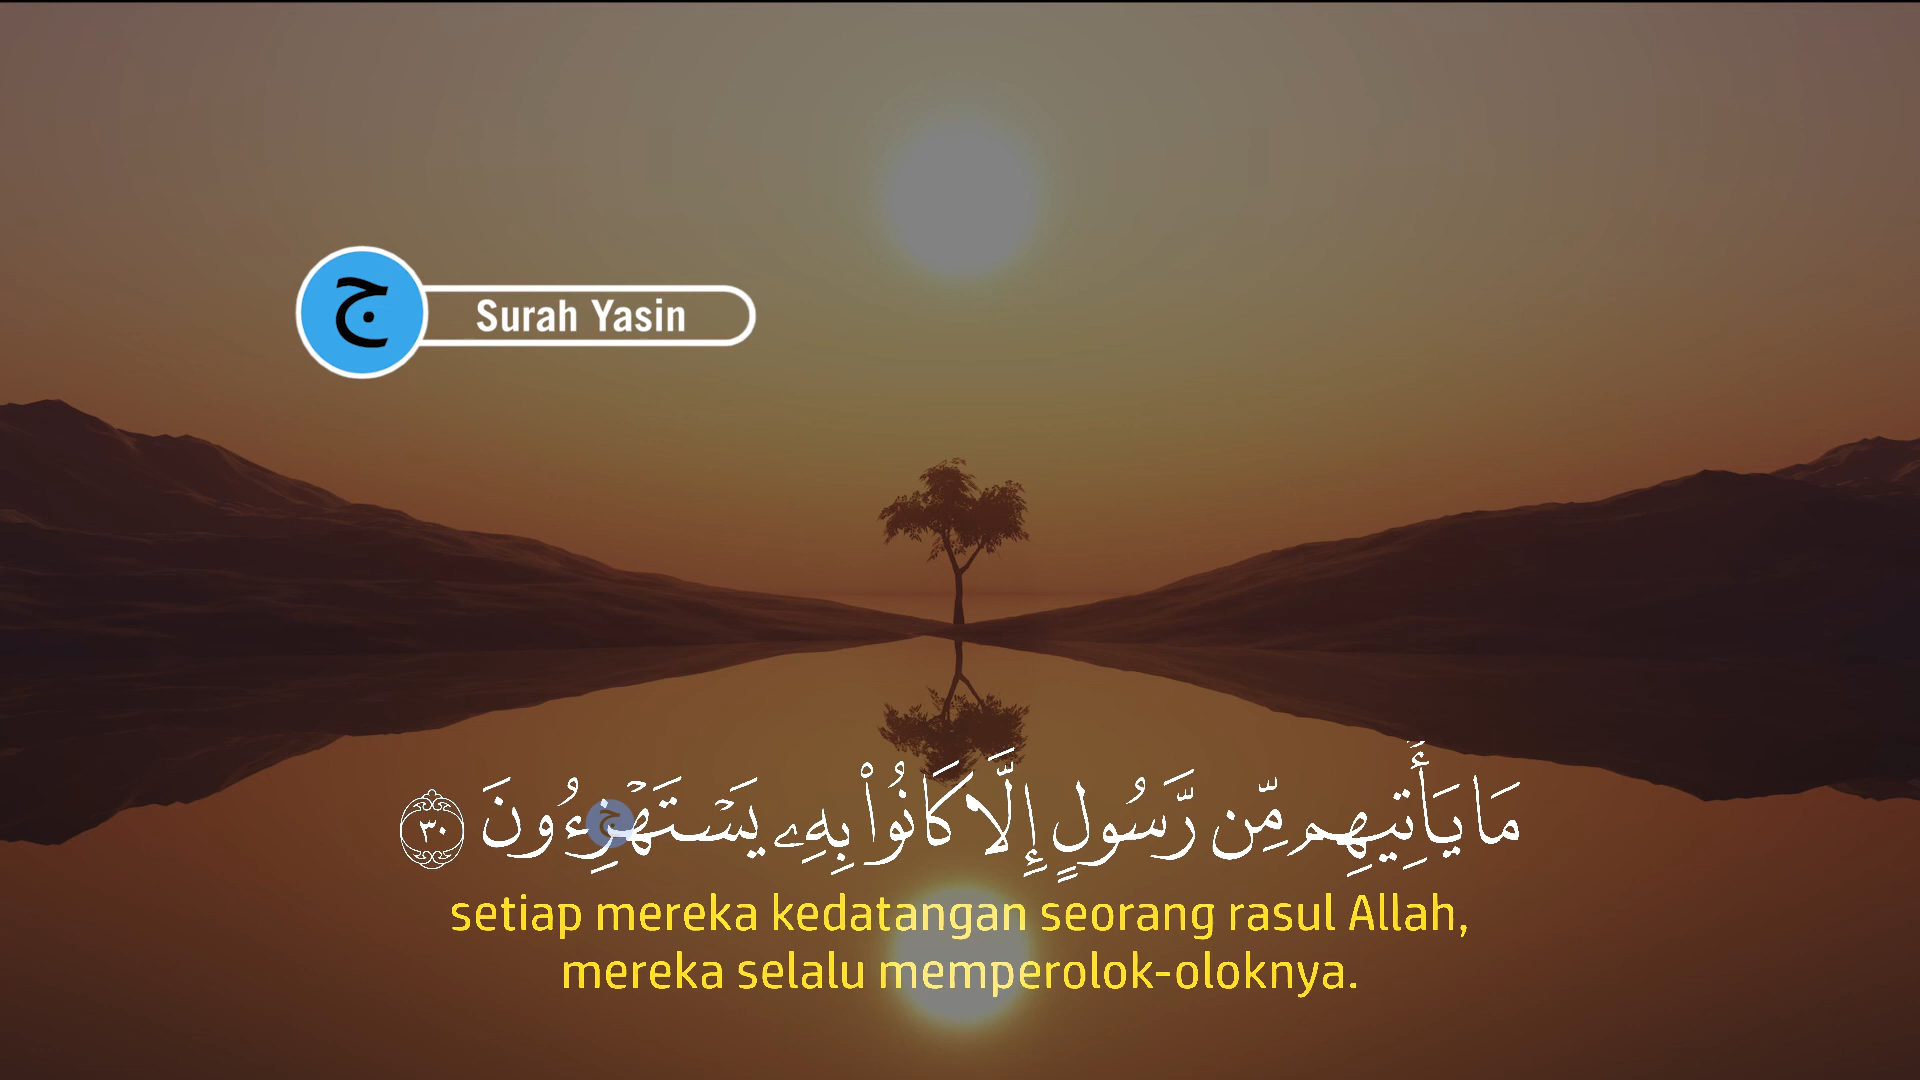 ج
Surah Yasin
مَا يَأْتِيهِم مِّن رَّسُولٍ إِلَّا كَانُوا۟ بِهِۦ يَسْتَهْزِءُونَ ٣٠
ج
setiap mereka kedatangan seorang rasul Allah,
mereka selalu memperolok-oloknya.